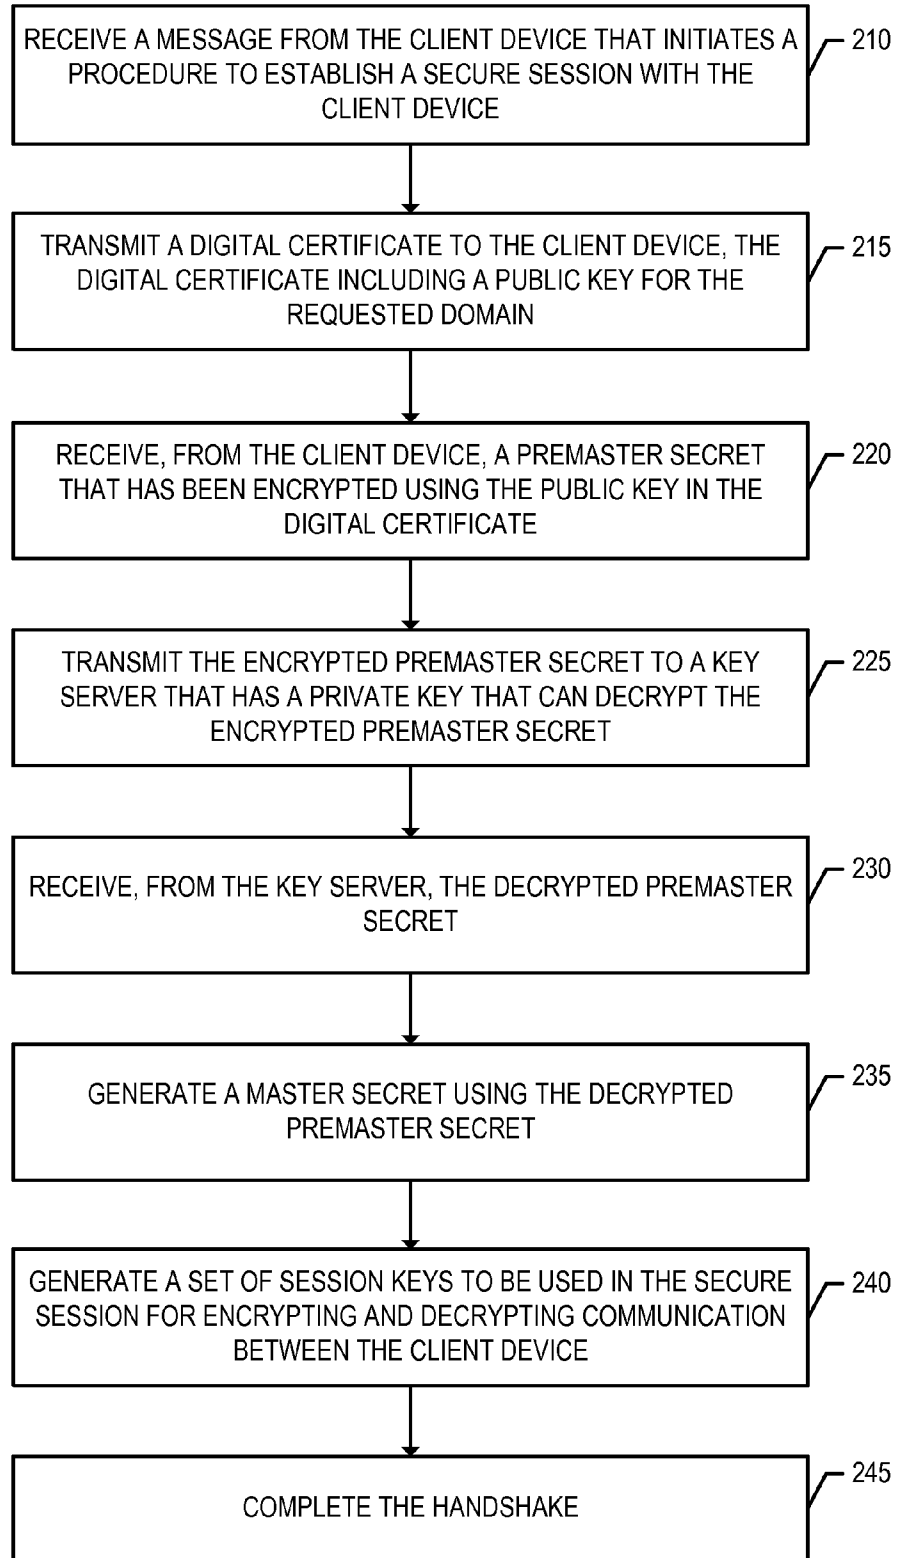 RECEIVE A MESSAGE FROM THE CLIENT DEVICE THAT INITIATES A
PROCEDURE TO ESTABLISH A SECURE SESSION WITH THE
CLIENT DEVICE
210
TRANSMIT A DIGITAL CERTIFICATE TO THE CLIENT DEVICE, THE
DIGITAL CERTIFICATE INCLUDING A PUBLIC KEY FOR THE
REQUESTED DOMAIN
215
RECEIVE, FROM THE CLIENT DEVICE, A PREMASTER SECRET
THAT HAS BEEN ENCRYPTED USING THE PUBLIC KEY IN THE
DIGITAL CERTIFICATE
220
TRANSMIT THE ENCRYPTED PREMASTER SECRET TO A KEY
SERVER THAT HAS A PRIVATE KEY THAT CAN DECRYPT THE
ENCRYPTED PREMASTER SECRET
225
RECEIVE, FROM THE KEY SERVER, THE DECRYPTED PREMASTER
SECRET
230
GENERATE A MASTER SECRET USING THE DECRYPTED
PREMASTER SECRET
235
GENERATE A SET OF SESSION KEYS TO BE USED IN THE SECURE
SESSION FOR ENCRYPTING AND DECRYPTING COMMUNICATION
BETWEEN THE CLIENT DEVICE
240
COMPLETE THE HANDSHAKE
245